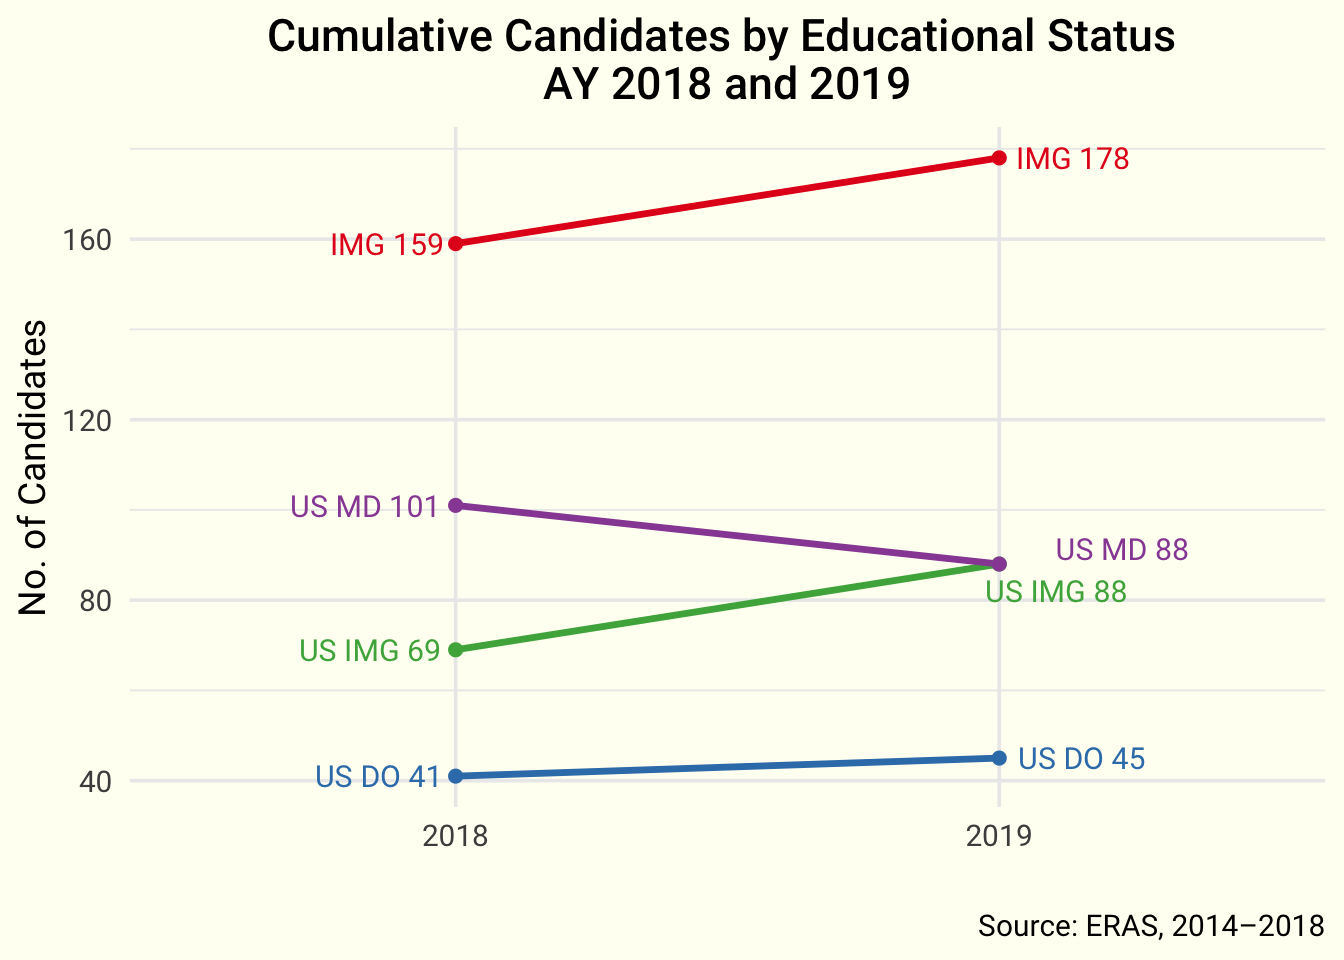 Cumulative Candidates by Educational Status
AY 2018 and 2019
No. of Candidates
160
120
80
40
IMG 178
IMG 159
US MD 101
US MD 88
US IMG 88
US IMG 69
US DO 45
US DO 41
2018
2019
Source: ERAS, 2014–2018